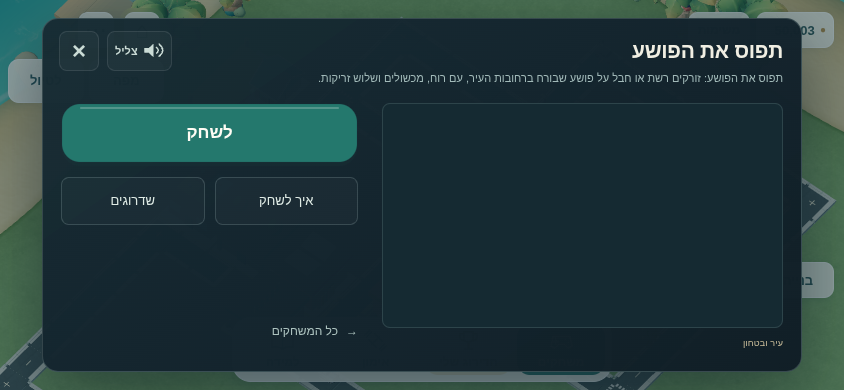 03
תפוס את הפושע
צליל
תפוס את הפושע: זורקים רשת או חבל על פושע שבורח ברחובות העיר, עם רוח, מכשולים ושלוש זריקות.
לשחק
איך לשחק
שדרוגים
→ כל המשחקים
עיר ובטחון